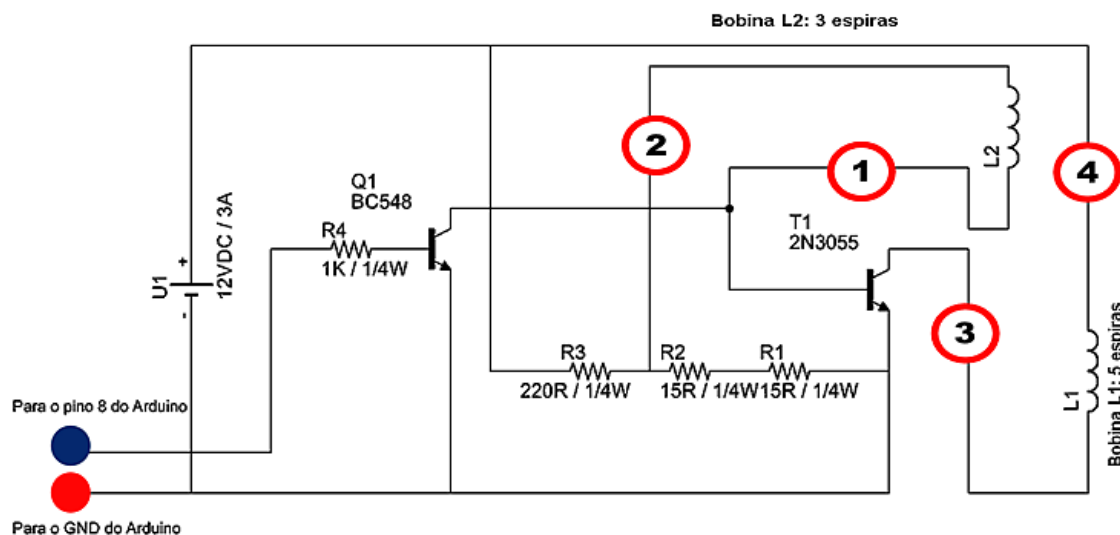 Bobina L2: 3 espiras
2
1
4
L2
Q1
BC548
R4
1K / 1/4W
T1
2N3055
+
U1
-
12VDC / 3A
3
R3
220R / 1/4W
R2
15R / 1/4W
R1
15R / 1/4W
L1
Bobina L1: 5 espiras
Para o pino 8 do Arduino
Para o GND do Arduino